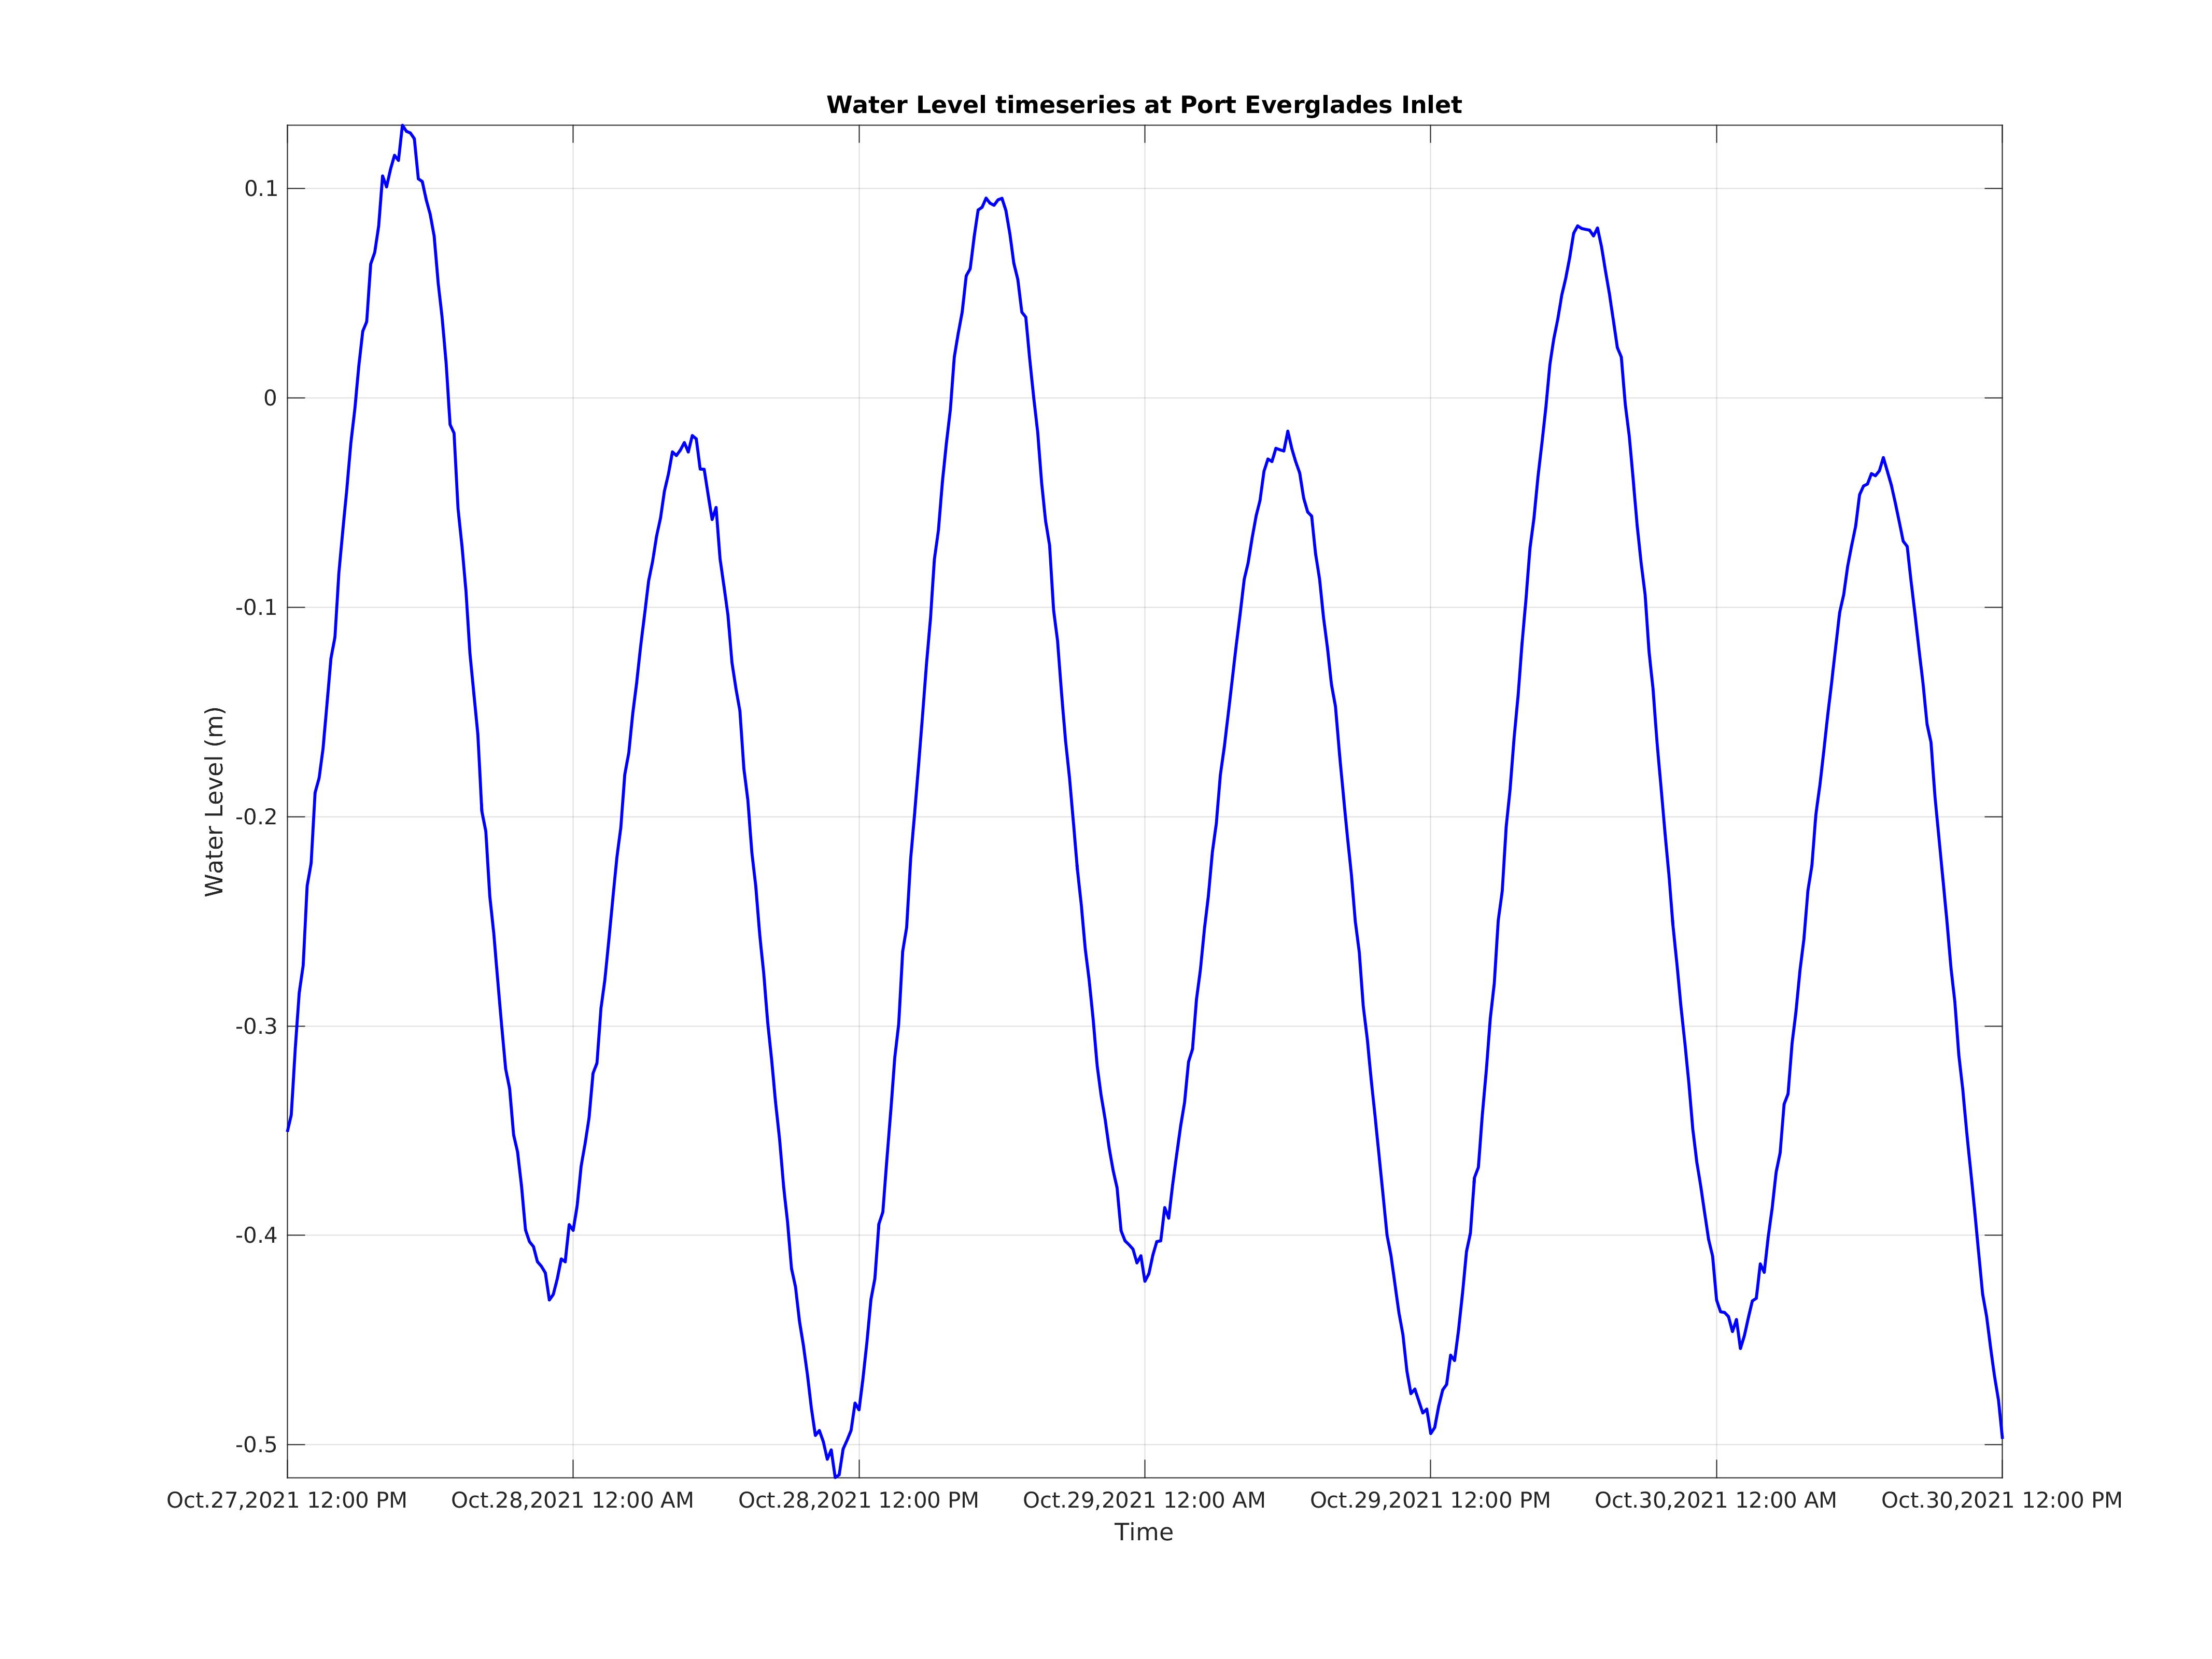 Water Level timeseries at Port Everglades Inlet
0.1
0
-0.1
-0.2
-0.3
-0.4
-0.5
Water Level (m)
Oct.27,2021 12:00 PM
Oct.28,2021 12:00 AM
Oct.28,2021 12:00 PM
Oct.29,2021 12:00 AM
Oct.29,2021 12:00 PM
Oct.30,2021 12:00 AM
Oct.30,2021 12:00 PM
Time